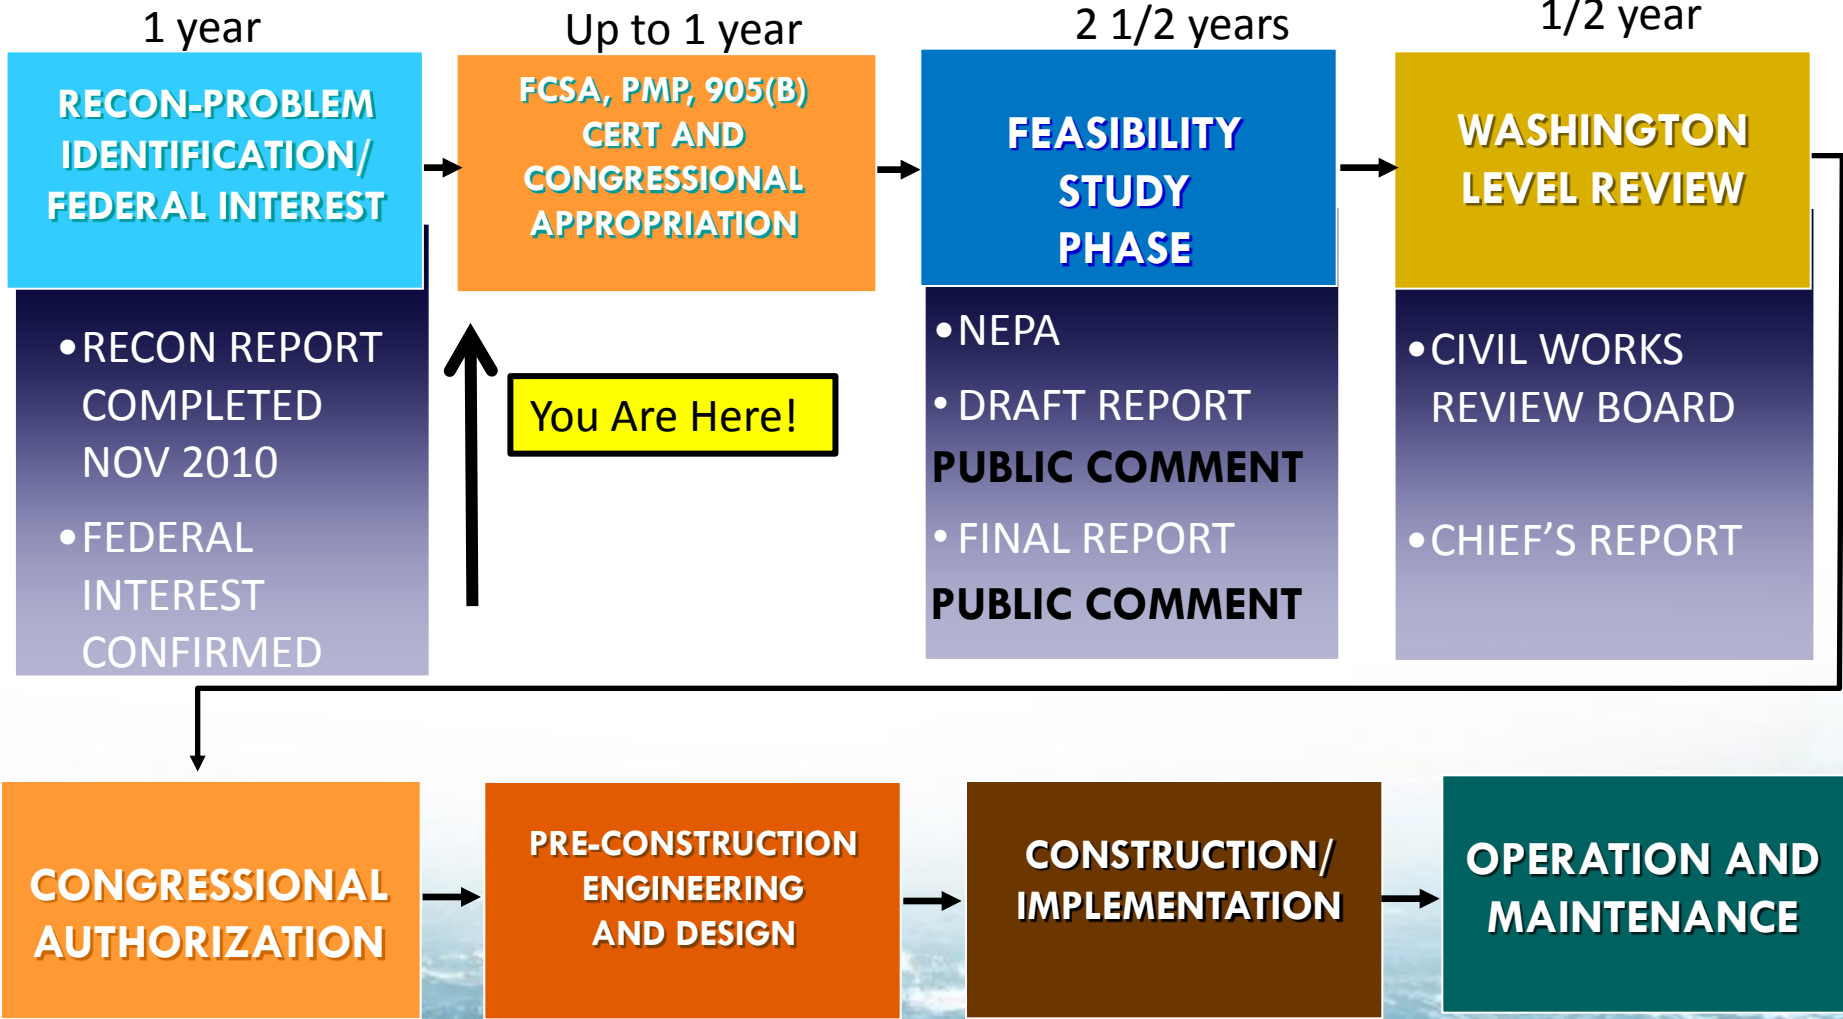 1 year
RECON-PROBLEM
IDENTIFICATION/
FEDERAL INTEREST
•RECON REPORT
COMPLETED
NOV 2010
•FEDERAL
INTEREST
CONFIRMED
Up to 1 year
FCSA, PMP, 905(B)
CERT AND
CONGRESSIONAL
APPROPRIATION
You Are Here!
2 1/2 years
FEASIBILITY
STUDY
PHASE
•NEPA
• DRAFT REPORT
PUBLIC COMMENT
• FINAL REPORT
PUBLIC COMMENT
1/2 year
WASHINGTON
LEVEL REVIEW
•CIVIL WORKS
REVIEW BOARD
•CHIEF’S REPORT
CONGRESSIONAL
AUTHORIZATION
PRE-CONSTRUCTION
ENGINEERING
AND DESIGN
CONSTRUCTION/
IMPLEMENTATION
OPERATION AND
MAINTENANCE